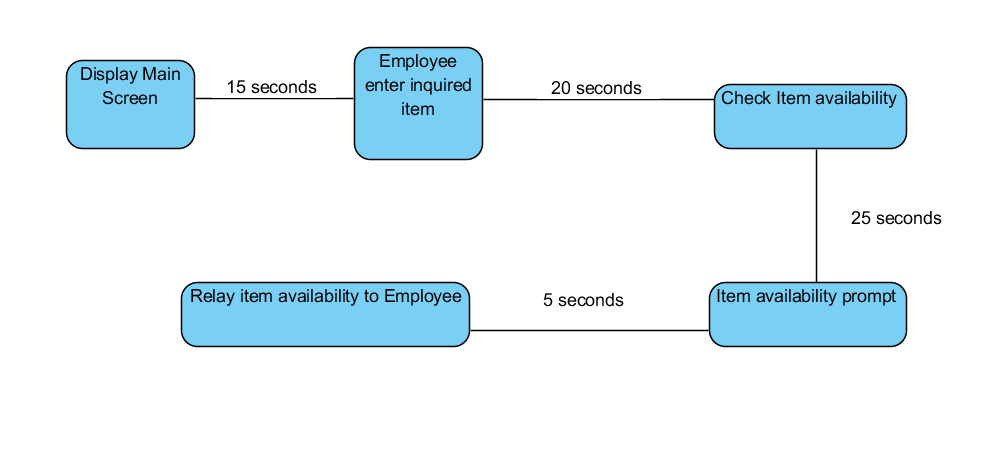 Display Main
Screen
15 seconds
Employee
enter inquired
item
20 seconds
Check Item availability
25 seconds
Item availability prompt
5 seconds
Relay item availability to Employee